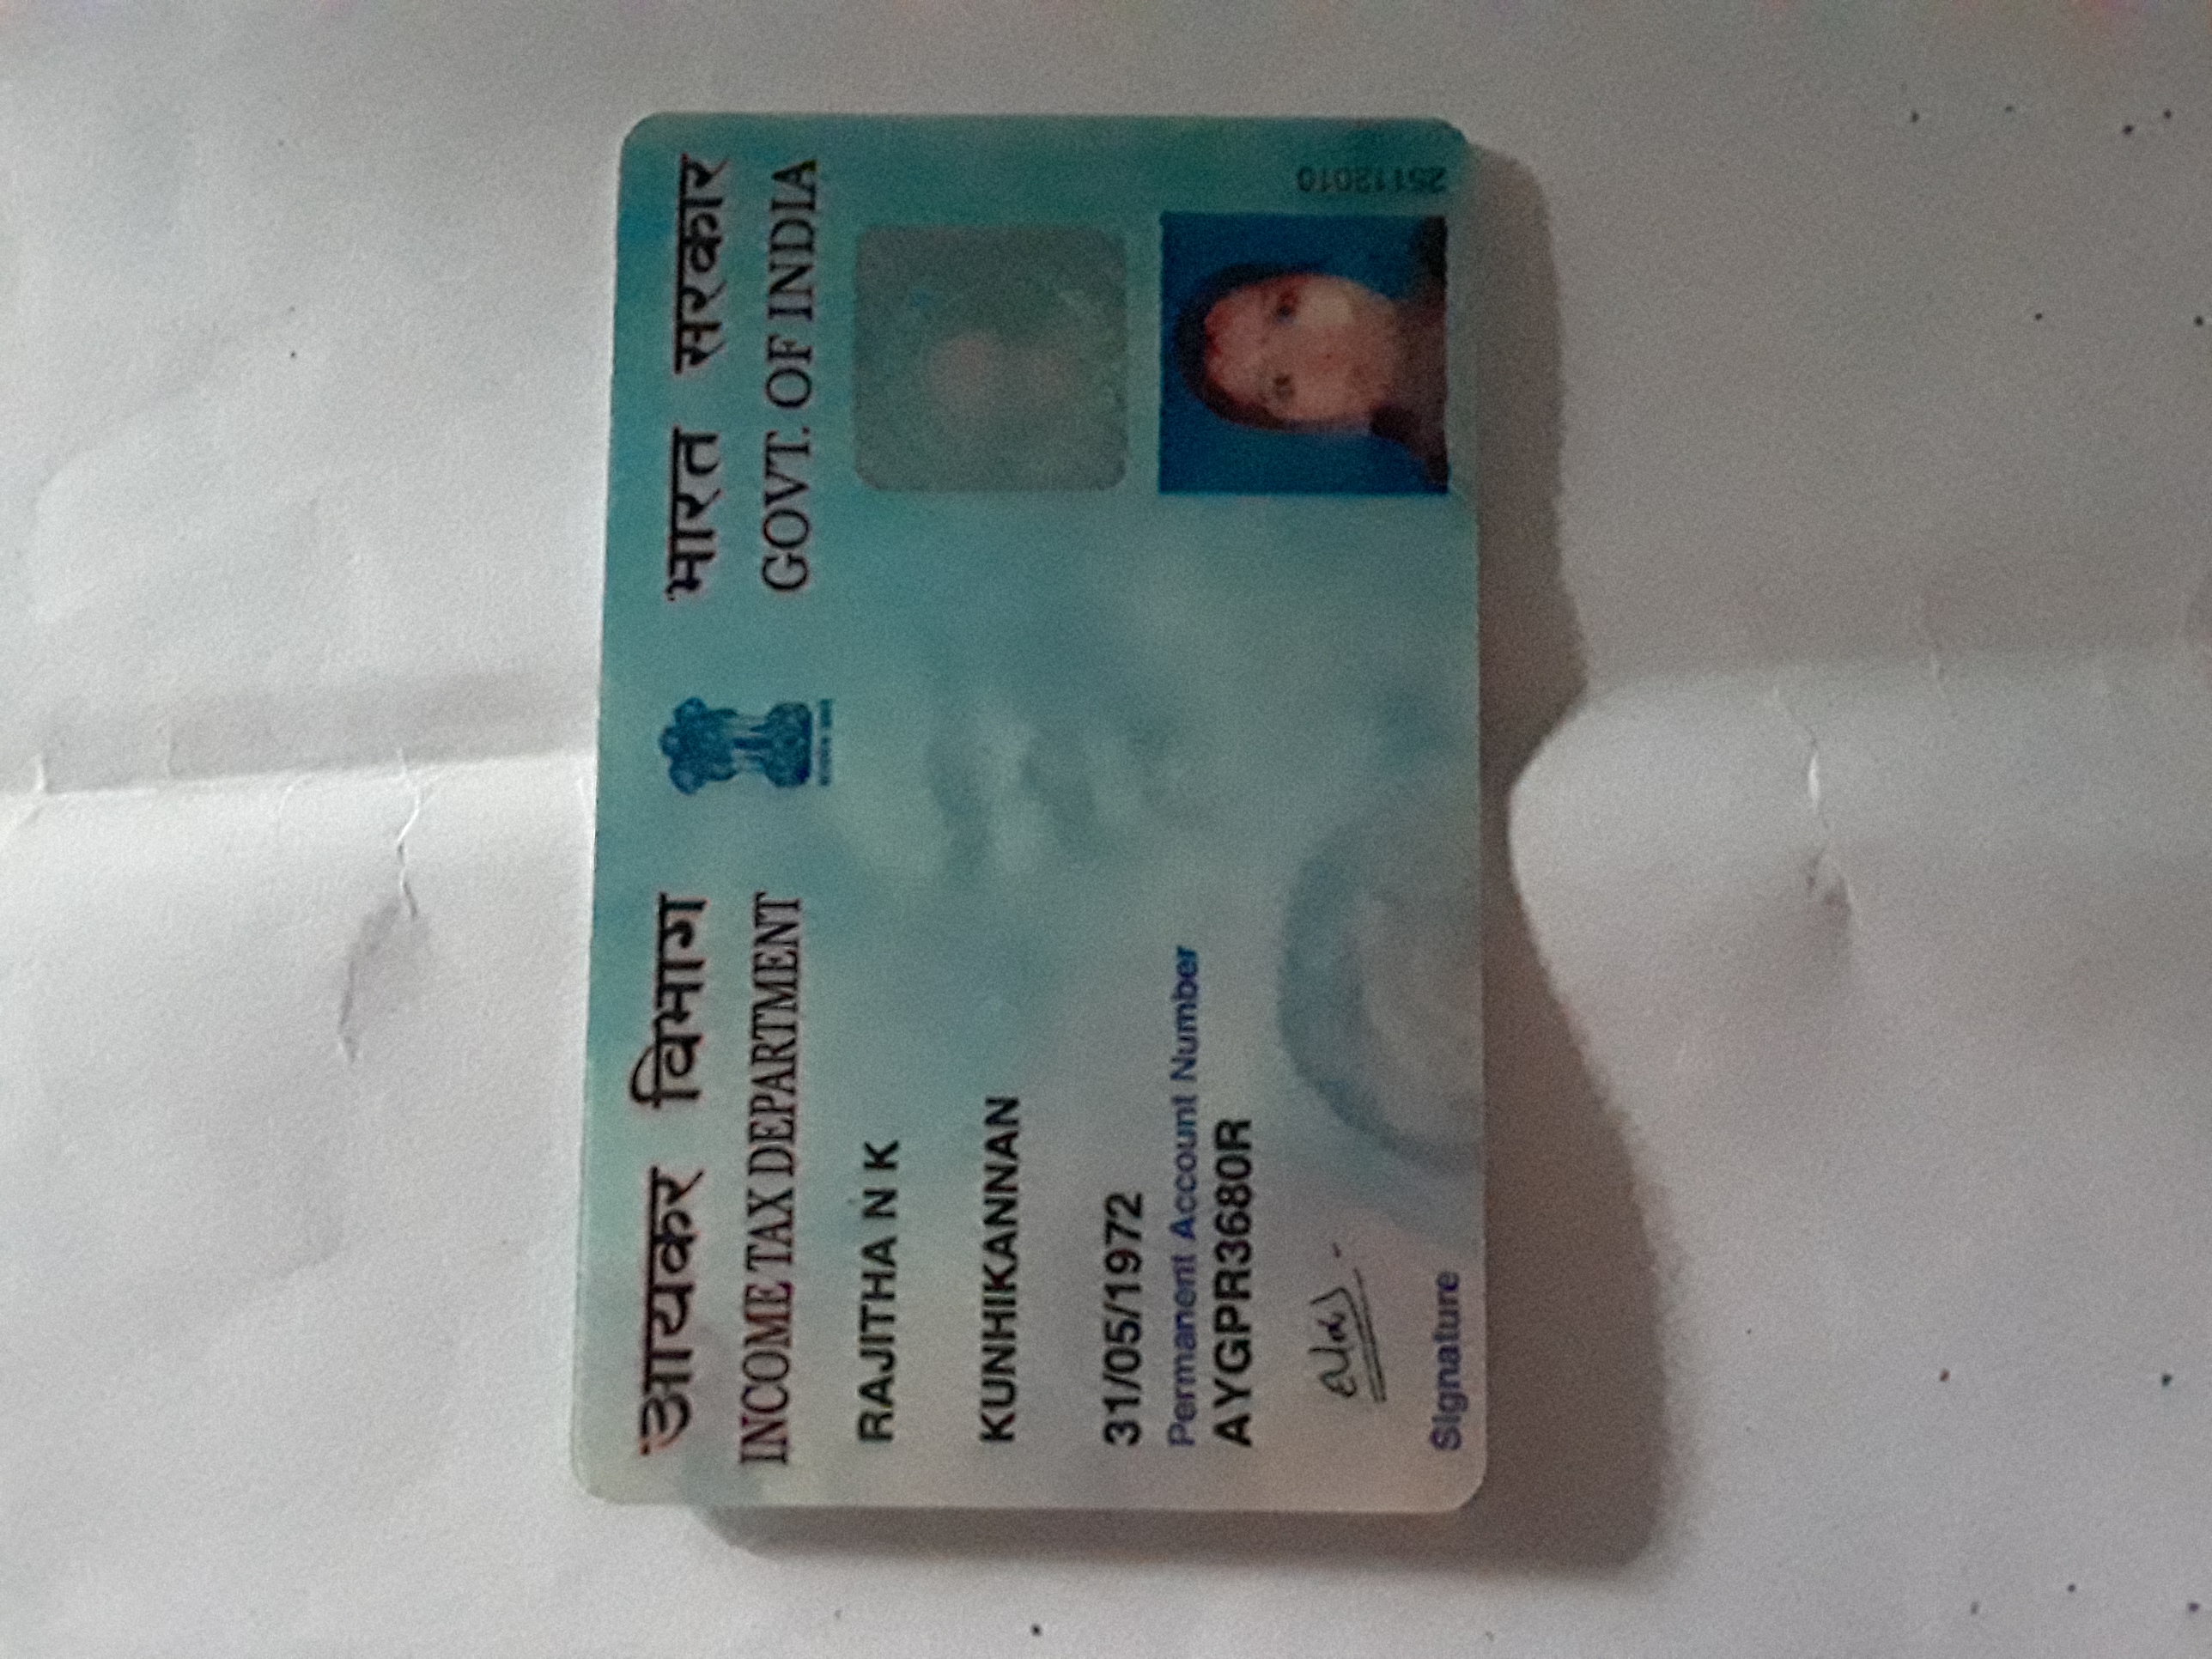 आयकर विभाग भारत सरकार
INCOME TAX DEPARTMENT GOVT. OF INDIA
RAJITHA N K
KUNHIKANNAN
31/05/1972
Permanent Account Number
AYGPR3680R
Signature
25112010